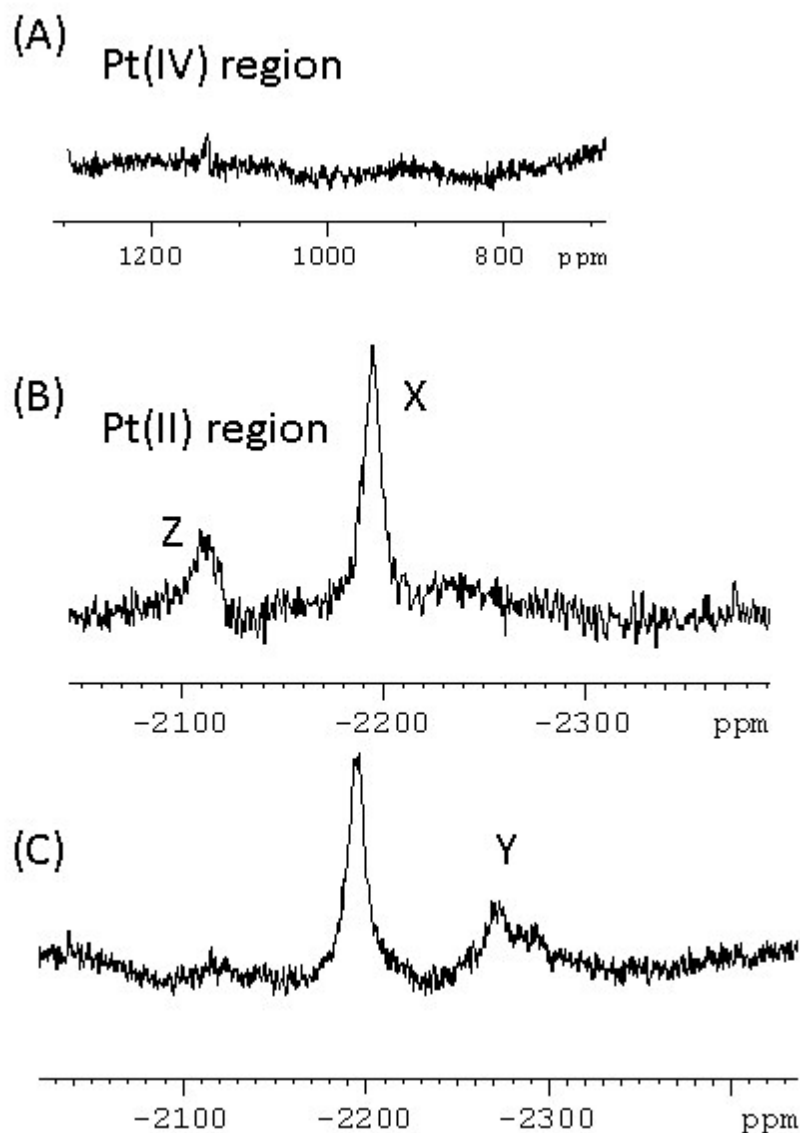 (A)
Pt(IV) region
1200 1000 800 ppm
(B)
X
Pt(II) region
Z
-2100 -2200 -2300 ppm
(C)
Y
-2100 -2200 -2300 ppm